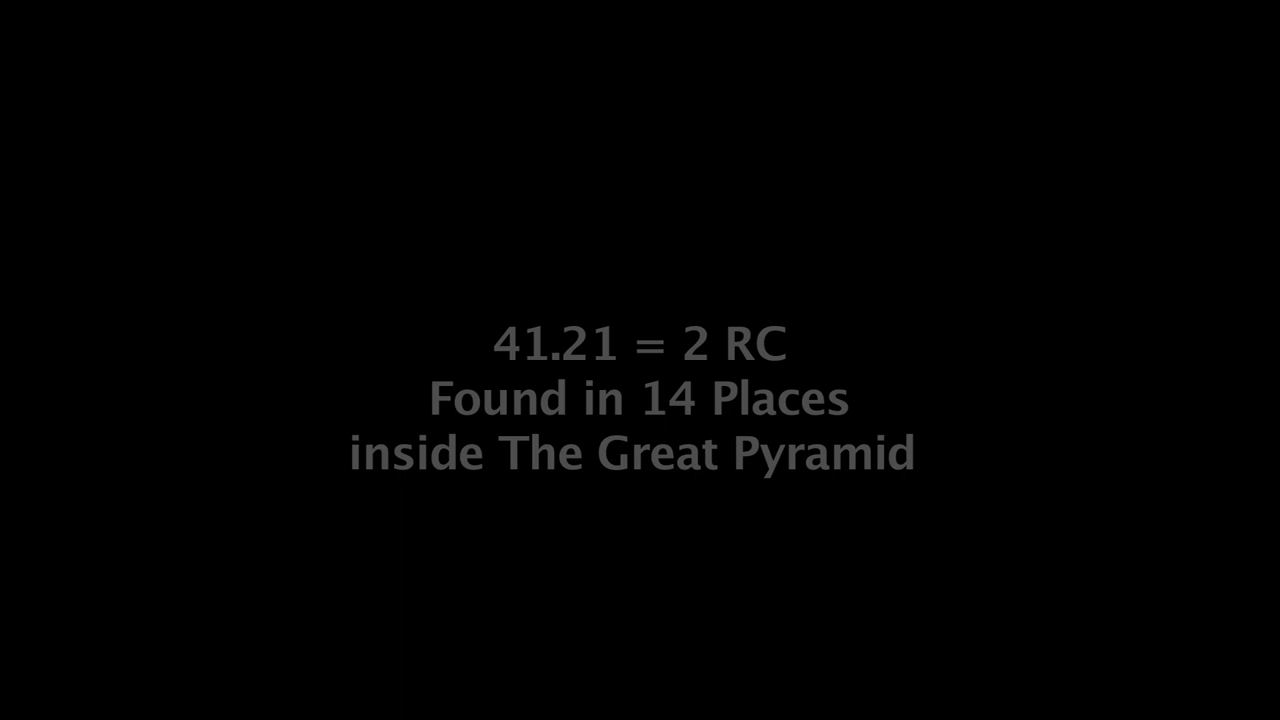 41.21 = 2 RC
Found in 14 Places
inside The Great Pyramid